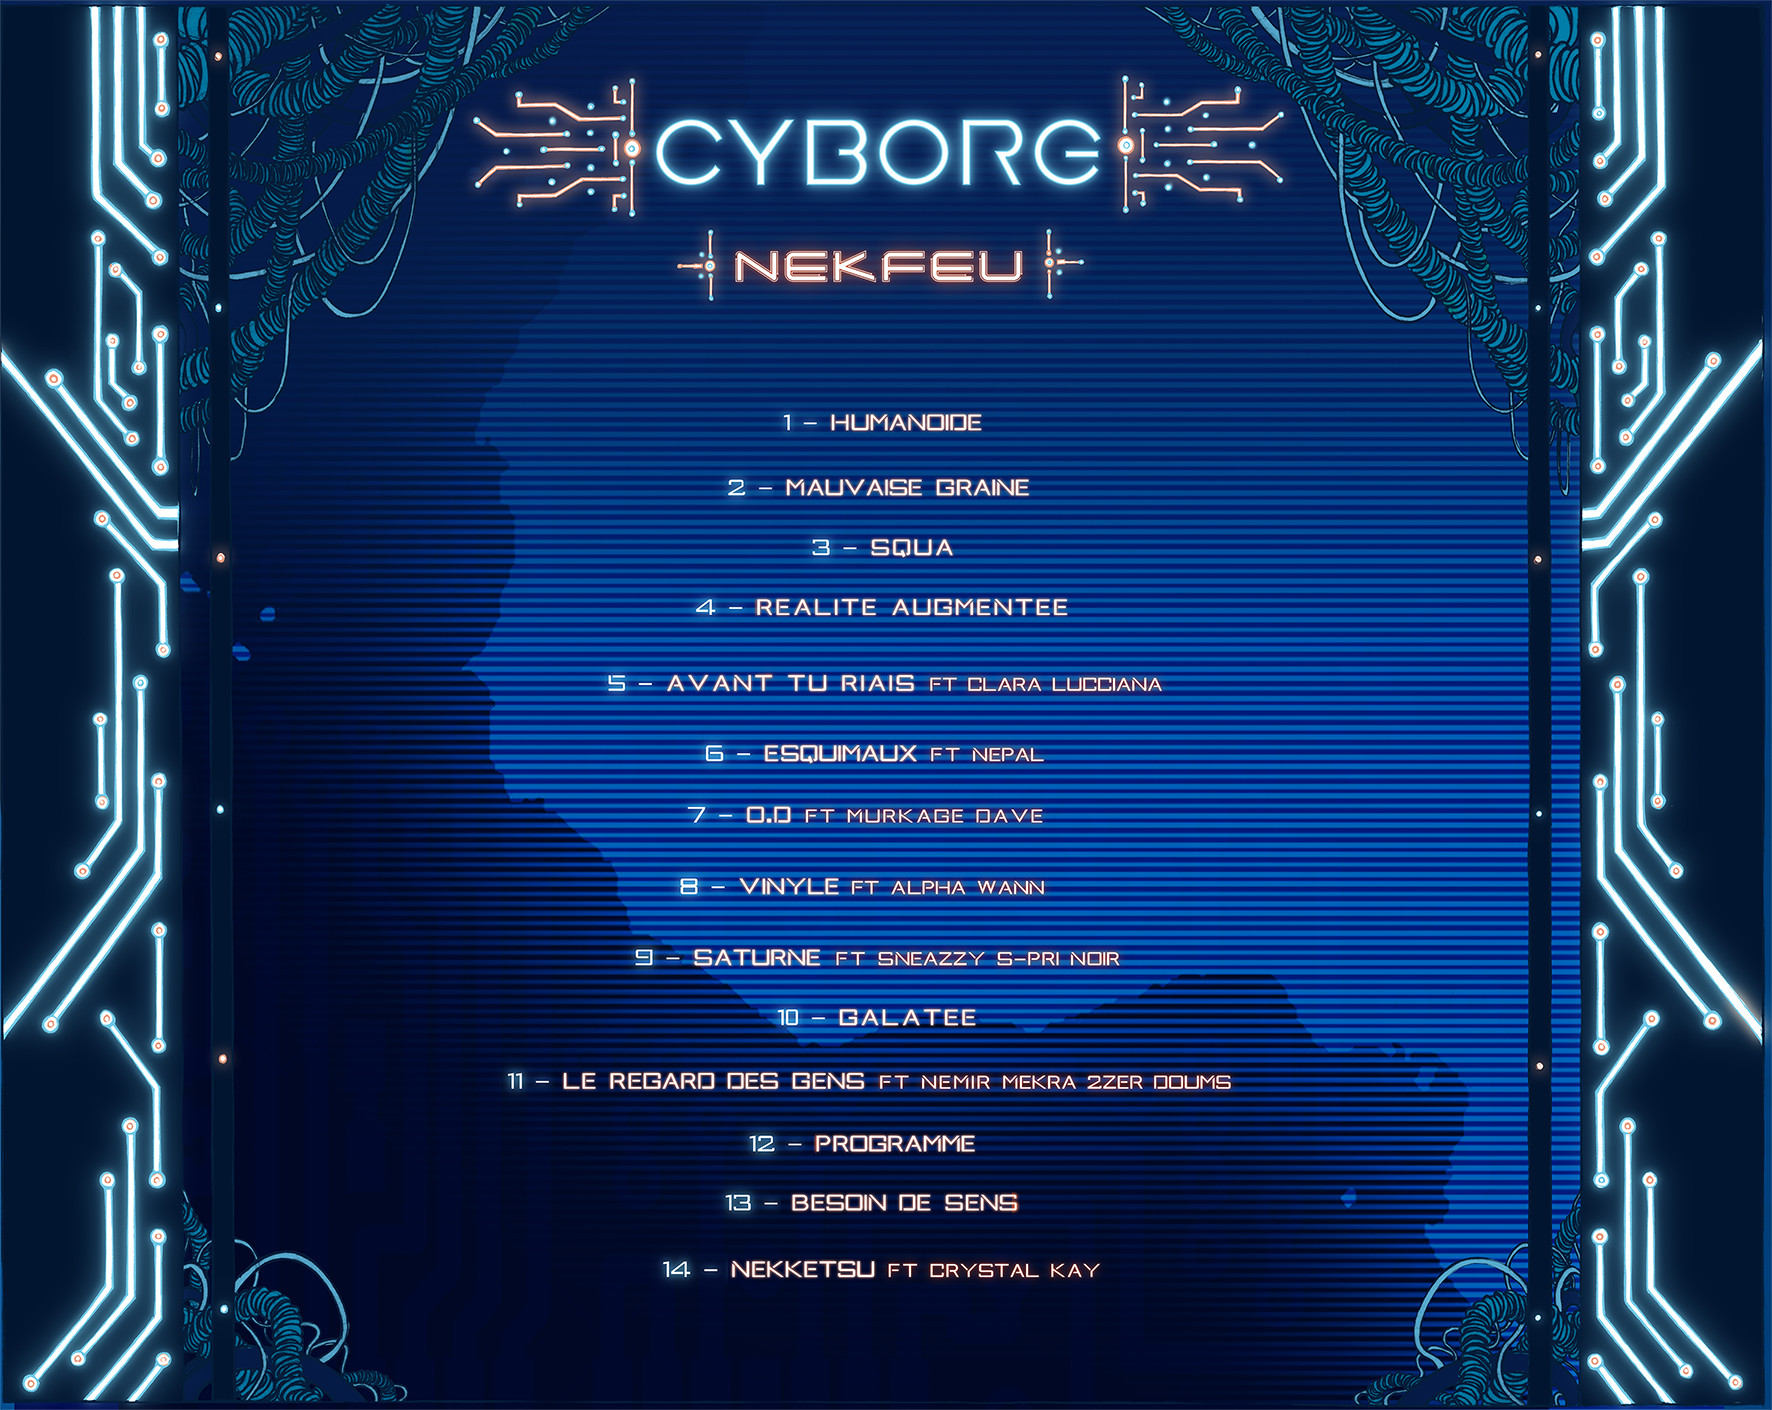 CYBORG
NEKFEU
1 – HUMANOIDE
2 – MAUVAISE GRAINE
3 – SQUA
4 – REALITE AUGMENTEE
5 – AVANT TU RIAIS FT CLARA LUCCIANA
6 – ESQUIMAUX FT NEPAL
7 – O.D FT MURKAGE DAVE
8 – VINYLE FT ALPHA WANN
9 – SATURNE FT SNEAZZY S-PRI NOIR
10 – GALATEE
11 – LE REGARD DES GENS FT NEMIR MEKRA 2ZER DOUMS
12 – PROGRAMME
13 – BESOIN DE SENS
14 – NEKKETSU FT CRYSTAL KAY